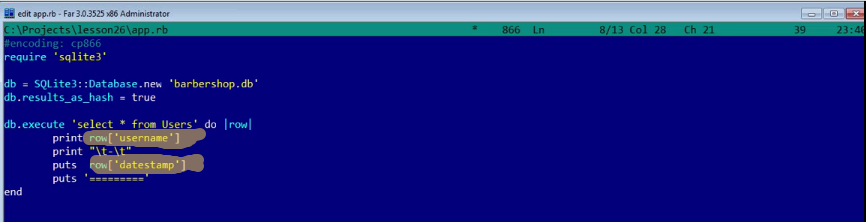 edit app.rb - Far 3.0.3525 x86 Administrator
C:\Projects\lesson26\app.rb * 866 Ln 8/13 Col 28 Ch 21 39 23:46
#encoding: cp866
require 'sqlite3'
db = SQLite3::Database.new 'barbershop.db'
db.results_as_hash = true
db.execute 'select * from Users' do |row|
print row['username']
print "\t-\t"
puts row['datestamp']
puts '========='
end